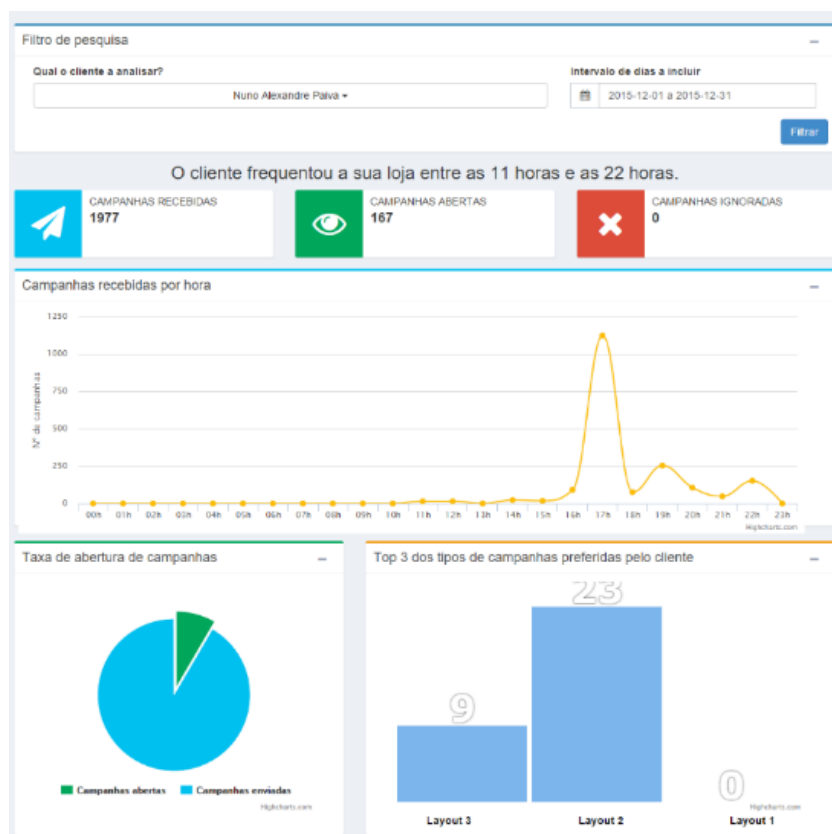 Filtro de pesquisa
Qual o cliente a analisar?
Intervalo de dias a incluir
Nuno Alexandre Paiva
2015-12-01 a 2015-12-31
Filtrar
O cliente frequentou a sua loja entre as 11 horas e as 22 horas.
CAMPANHAS RECEBIDAS
1977
CAMPANHAS ABERTAS
167
CAMPANHAS IGNORADAS
0
Campanhas recebidas por hora
Nº de campanhas
1250
1000
750
500
250
0
00h 01h 02h 03h 04h 05h 06h 07h 08h 09h 10h 11h 12h 13h 14h 15h 16h 17h 18h 19h 20h 21h 22h 23h
Highcharts.com
Taxa de abertura de campanhas
Campanhas abertas Campanhas enviadas
Highcharts.com
Top 3 dos tipos de campanhas preferidas pelo cliente
9 23 0
Layout 3 Layout 2 Layout 1
Highcharts.com